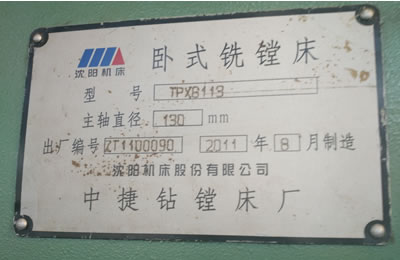 沈阳机床
卧式铣镗床
型号 TPX6113
主轴直径 130 mm
出厂编号 ZT1100090 2011 年 8 月制造
沈阳机床股份有限公司
中捷钻镗床厂